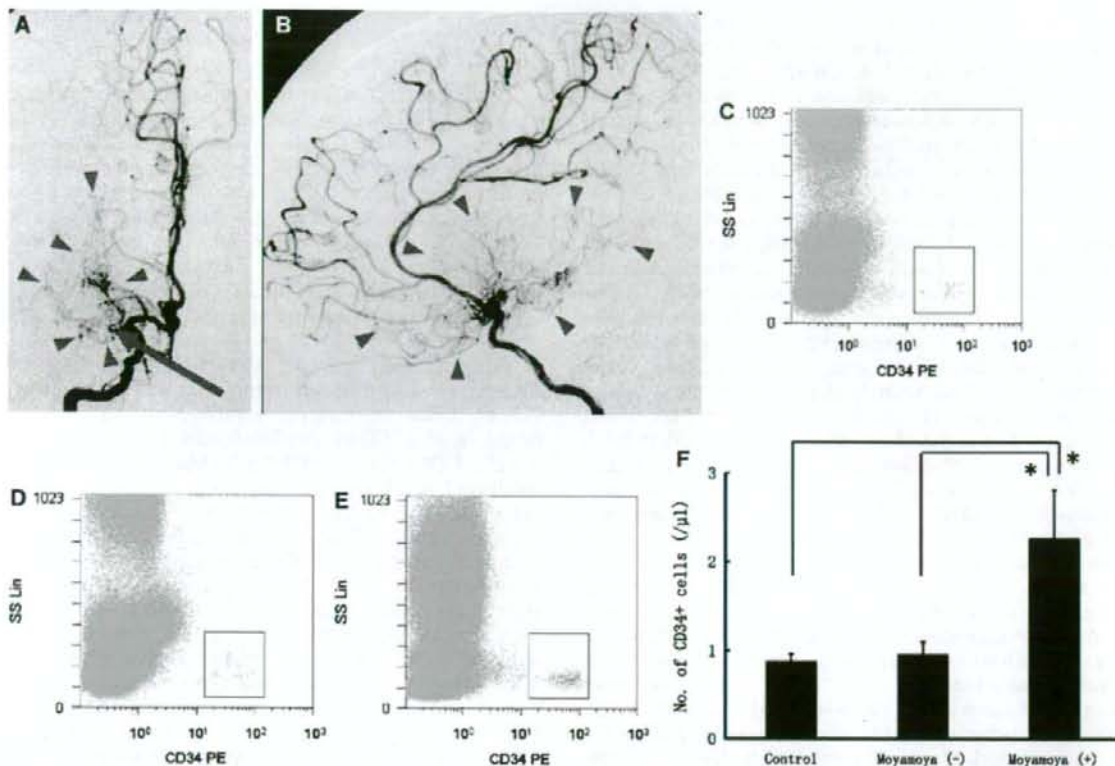 A
B
C
1023
SS Lin
0
10⁰ 10¹ 10² 10³
CD34 PE
D
1023
SS Lin
0
10⁰ 10¹ 10² 10³
CD34 PE
E
1023
SS Lin
0
10⁰ 10¹ 10² 10³
CD34 PE
F
No. of CD34+ cells (/μl)
3
2
1
0
* *
Control Moyamoya (-) Moyamoya (+)